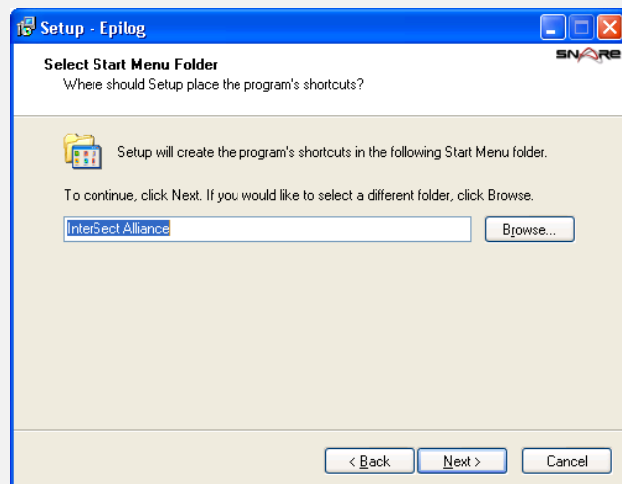 Setup - Epilog
SNARE
Select Start Menu Folder
Where should Setup place the program's shortcuts?
Setup will create the program's shortcuts in the following Start Menu folder.
To continue, click Next. If you would like to select a different folder, click Browse.
InterSect Alliance
Browse...
< Back
Next >
Cancel